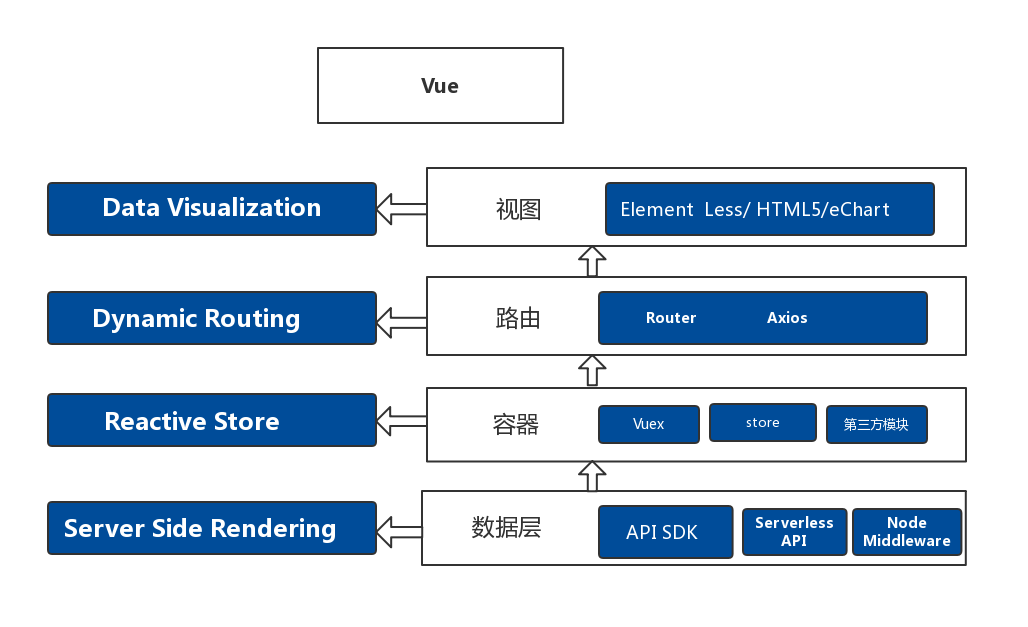 Vue
Data Visualization
视图
Element  Less/ HTML5/eChart
Dynamic Routing
路由
Router
Axios
Reactive Store
容器
Vuex
store
第三方模块
Server Side Rendering
数据层
API SDK
Serverless
API
Node
Middleware